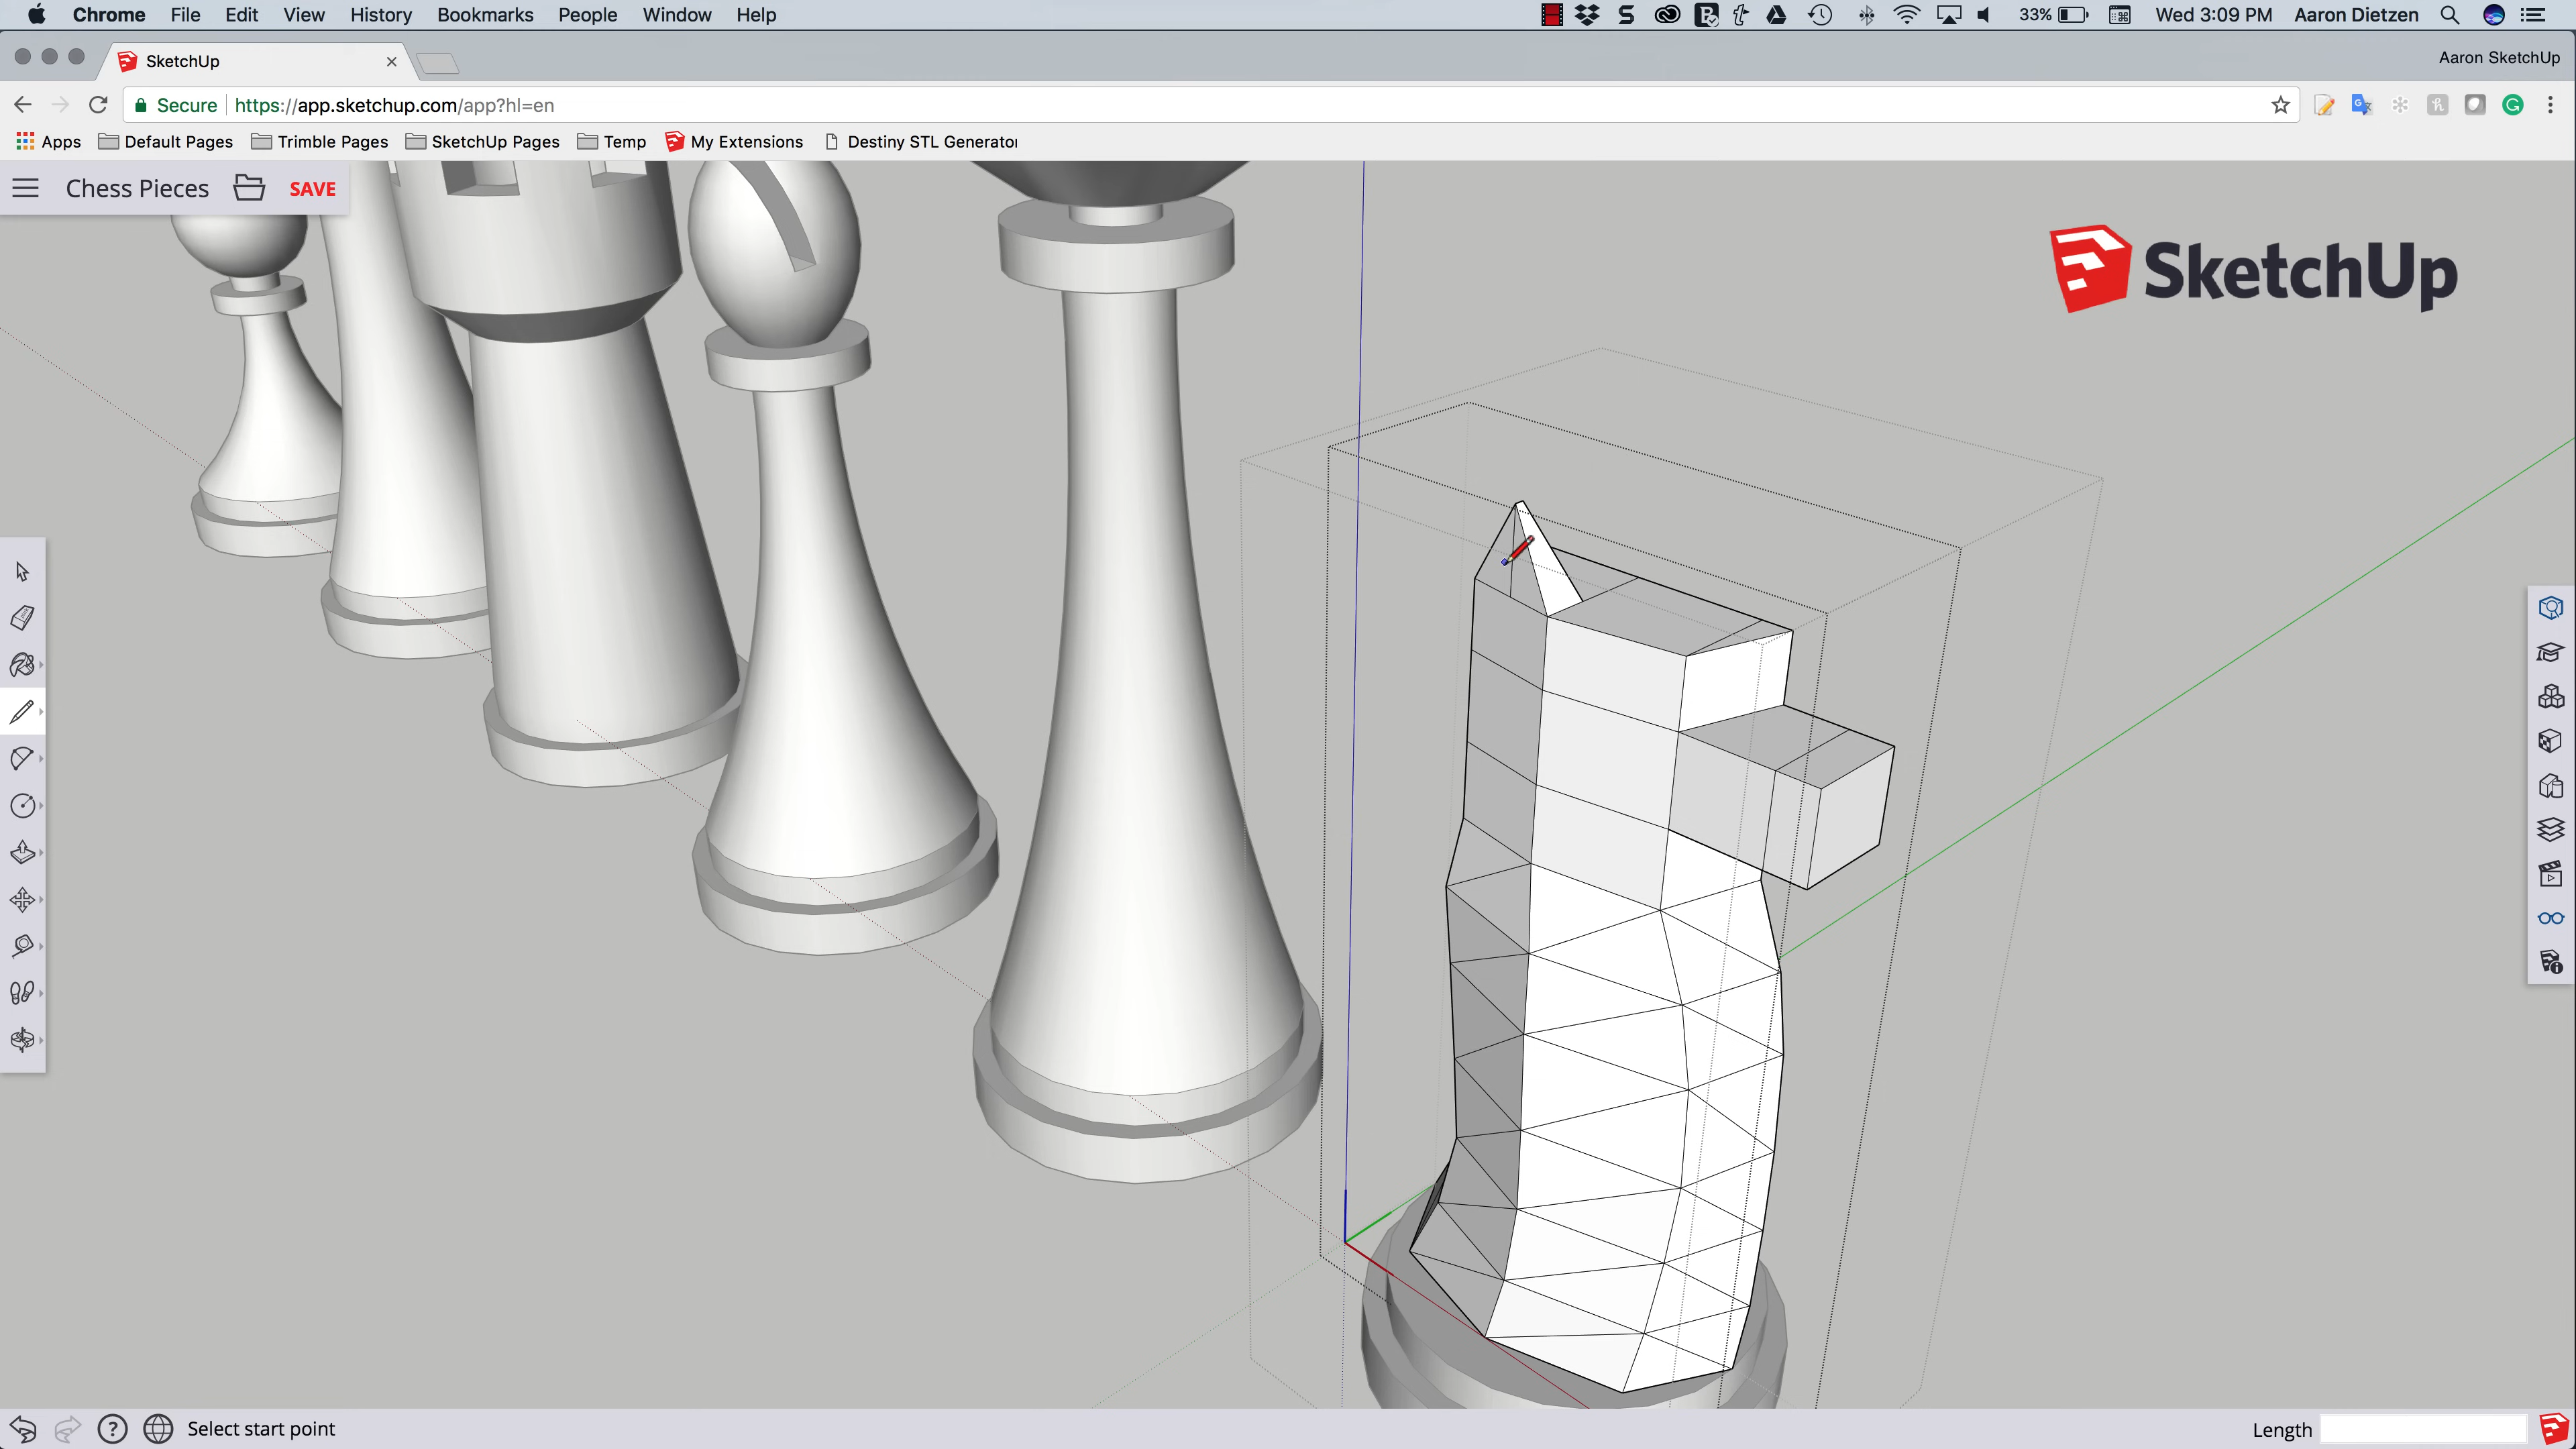 Chrome File Edit View History Bookmarks People Window Help 33% Wed 3:09 PM Aaron Dietzen
SketchUp Aaron SketchUp
Secure https://app.sketchup.com/app?hl=en
Apps Default Pages Trimble Pages SketchUp Pages Temp My Extensions Destiny STL Generator
Chess Pieces SAVE
SketchUp
Select start point Length